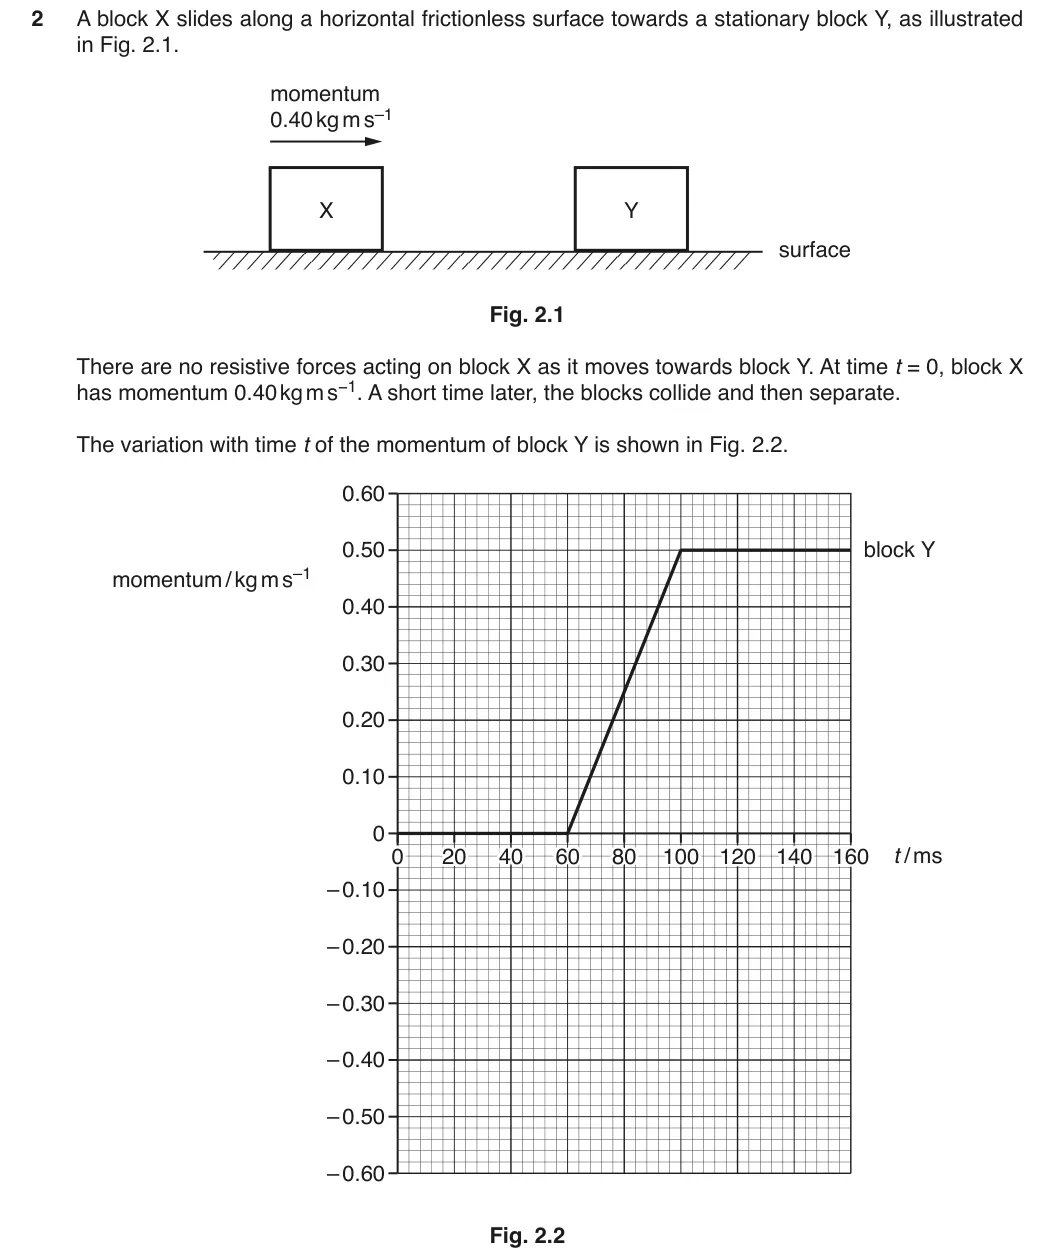 2 A block X slides along a horizontal frictionless surface towards a stationary block Y, as illustrated
in Fig. 2.1.
momentum
0.40 kg m s⁻¹
X
Y
surface
Fig. 2.1
There are no resistive forces acting on block X as it moves towards block Y. At time t = 0, block X
has momentum 0.40 kg m s⁻¹. A short time later, the blocks collide and then separate.
The variation with time t of the momentum of block Y is shown in Fig. 2.2.
0.60
0.50
block Y
momentum / kg m s⁻¹
0.40
0.30
0.20
0.10
0
0 20 40 60 80 100 120 140 160 t / ms
−0.10
−0.20
−0.30
−0.40
−0.50
−0.60
Fig. 2.2